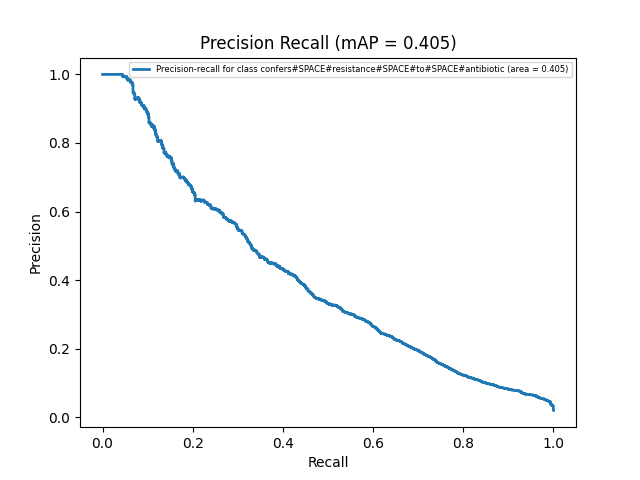 Precision Recall (mAP = 0.405)
Precision-recall for class confers#SPACE#resistance#SPACE#to#SPACE#antibiotic (area = 0.405)
1.0
0.8
0.6
0.4
0.2
0.0
Precision
0.0 0.2 0.4 0.6 0.8 1.0
Recall